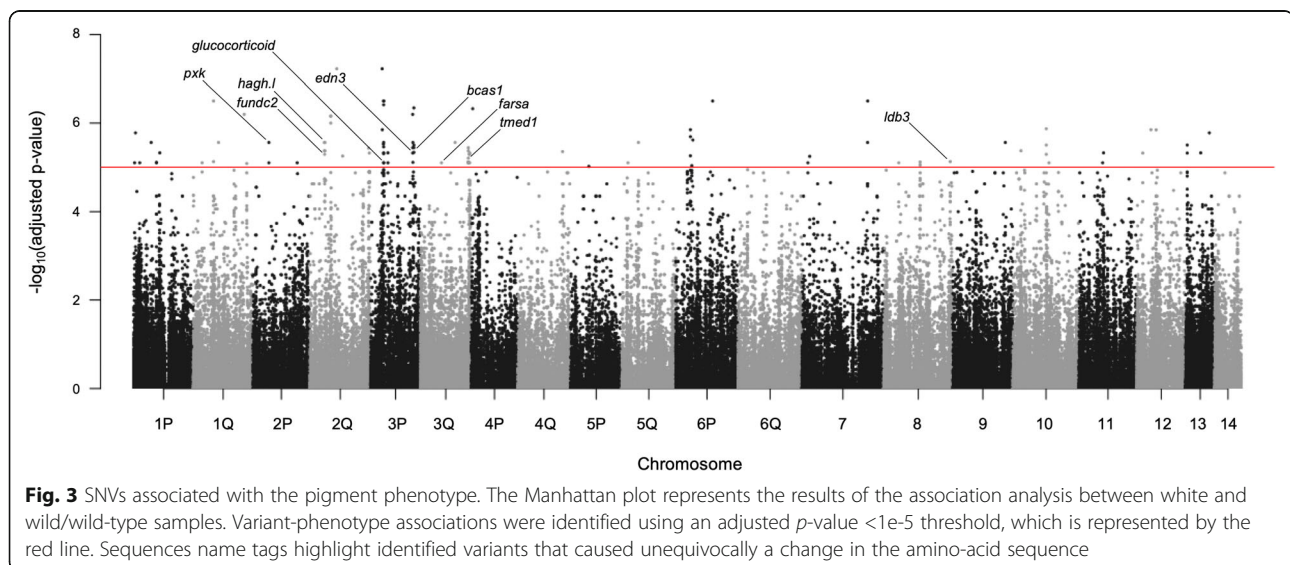 8
6
4
2
0
-log10(adjusted p-value)
glucocorticoid
pxk
hagh.l
fundc2
edn3
bcas1
farsa
tmed1
ldb3
1P 1Q 2P 2Q 3P 3Q 4P 4Q 5P 5Q 6P 6Q 7 8 9 10 11 12 13 14
Chromosome
Fig. 3 SNVs associated with the pigment phenotype. The Manhattan plot represents the results of the association analysis between white and
wild/wild-type samples. Variant-phenotype associations were identified using an adjusted p-value <1e-5 threshold, which is represented by the
red line. Sequences name tags highlight identified variants that caused unequivocally a change in the amino-acid sequence